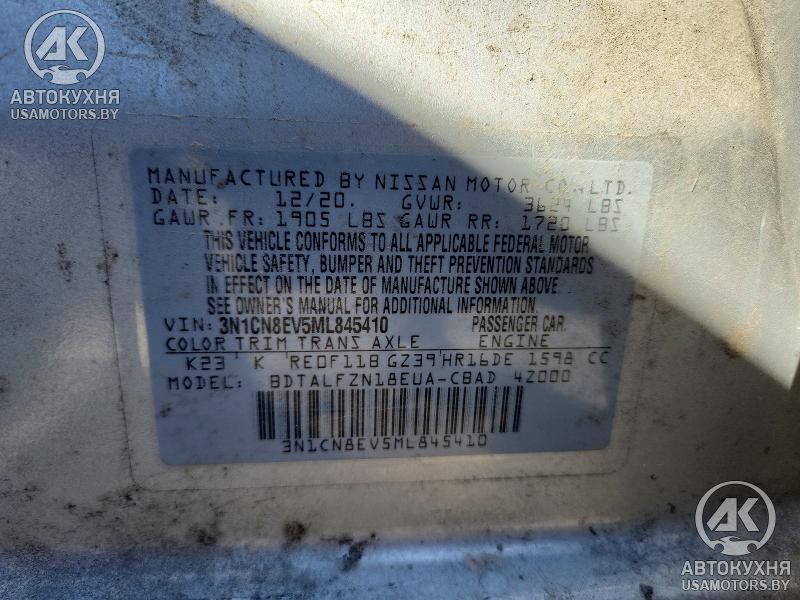 AK
АВТОКУХНЯ
USAMOTORS.BY
MANUFACTURED BY NISSAN MOTOR CO., LTD.
DATE: 12/20. GVWR: 3624 LBS
GAWR FR: 1905 LBS GAWR RR: 1720 LBS
THIS VEHICLE CONFORMS TO ALL APPLICABLE FEDERAL MOTOR
VEHICLE SAFETY, BUMPER AND THEFT PREVENTION STANDARDS
IN EFFECT ON THE DATE OF MANUFACTURE SHOWN ABOVE.
SEE OWNER'S MANUAL FOR ADDITIONAL INFORMATION.
VIN: 3N1CN8EV5ML845410 PASSENGER CAR.
COLOR TRIM TRANS AXLE ENGINE
K23 K RE0F11B GZ39 HR16DE 1598 CC
MODEL: BDTALFZN18EUA-CBAD 4Z000
3N1CN8EV5ML845410
AK
АВТОКУХНЯ
USAMOTORS.BY